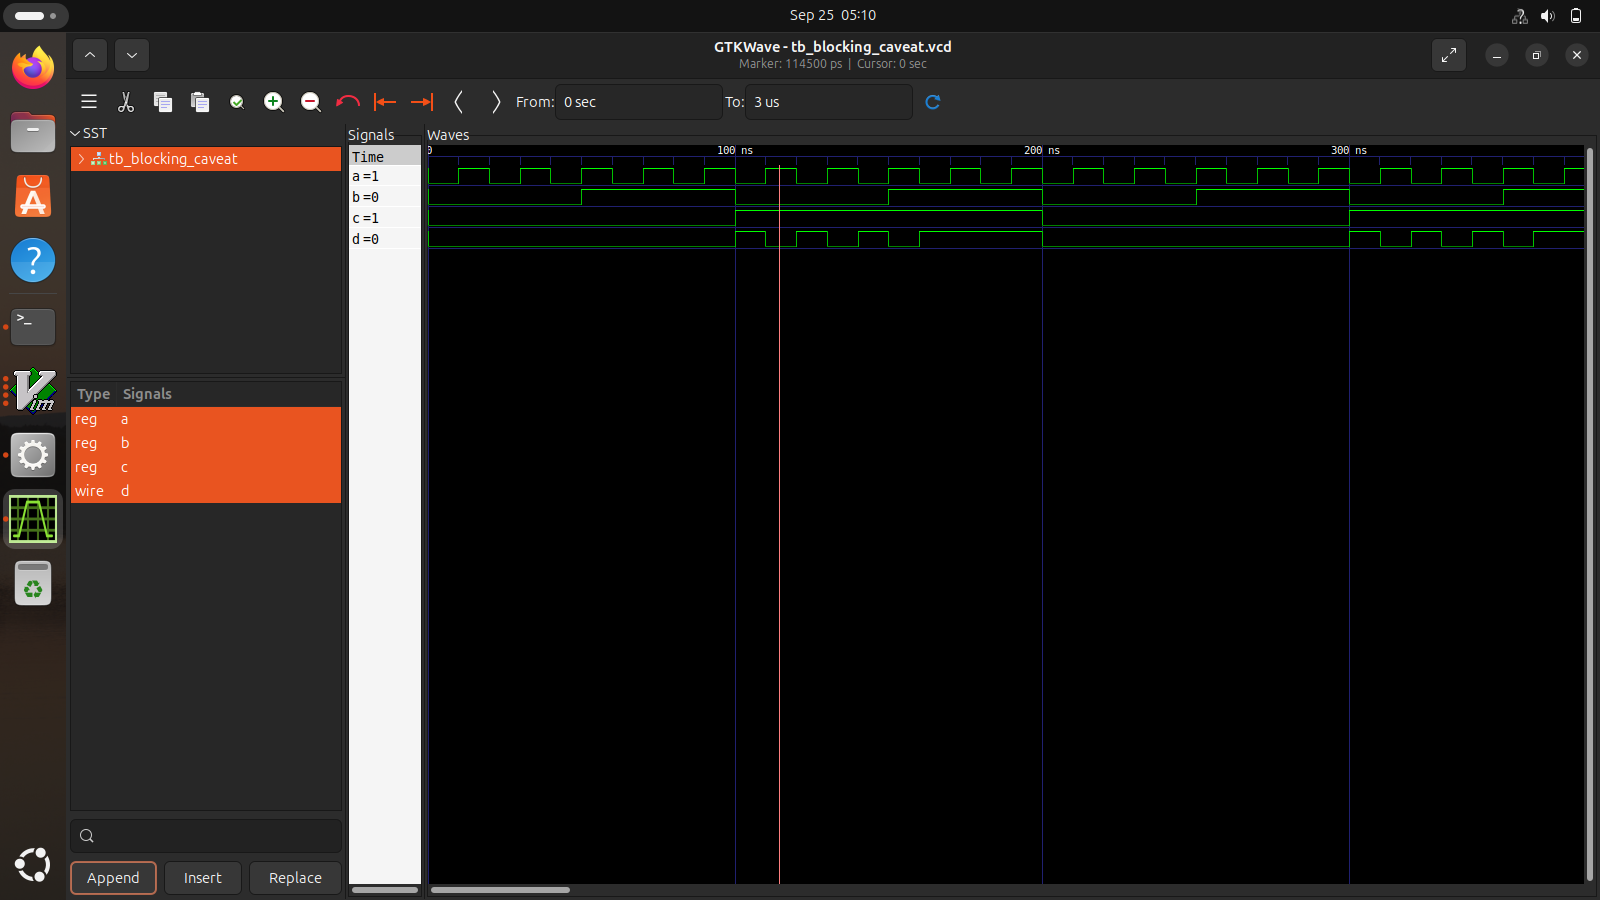 Sep 25 05:10
GTKWave - tb_blocking_caveat.vcd
Marker: 114500 ps | Cursor: 0 sec
From: 0 sec To: 3 us
SST
tb_blocking_caveat
Type Signals
reg a
reg b
reg c
wire d
Append Insert Replace
Signals
Time
a=1
b=0
c=1
d=0
Waves
0 100 ns 200 ns 300 ns